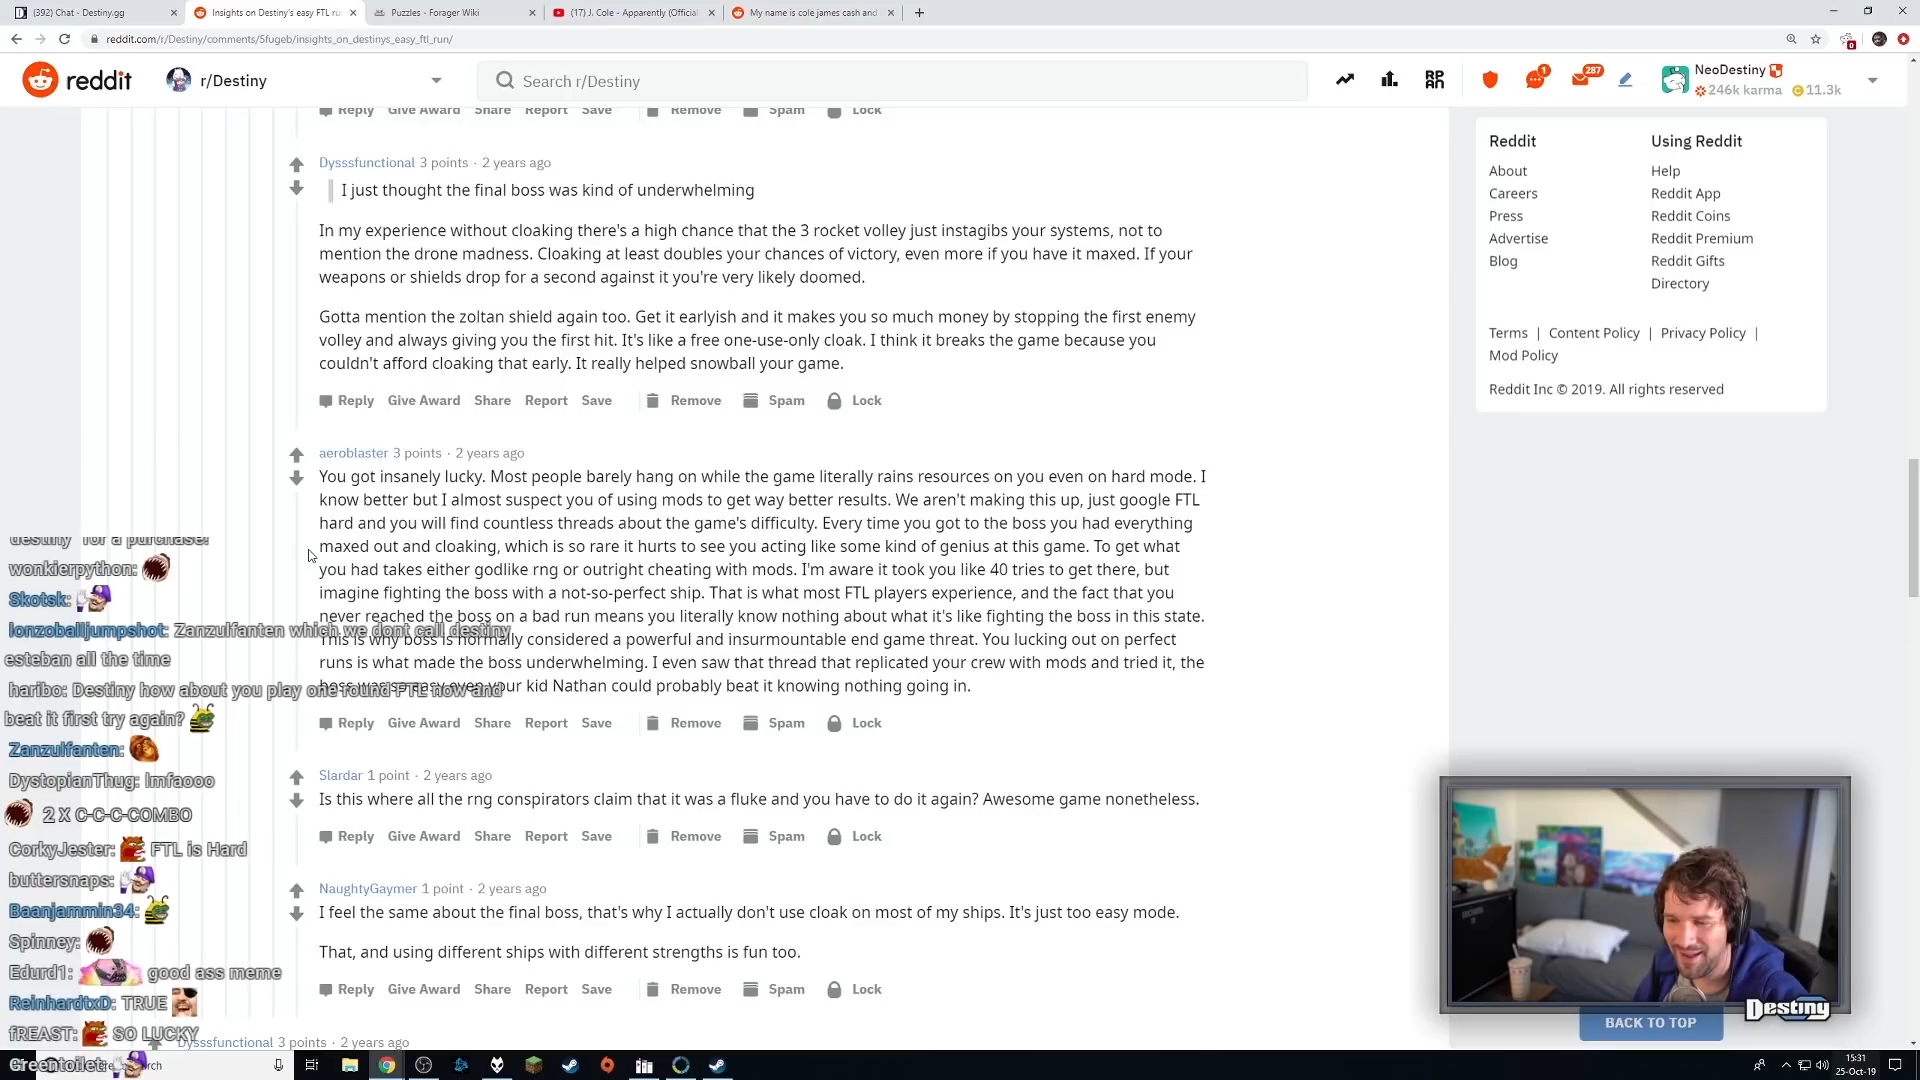 (392) Chat - Destiny.gg
Insights on Destiny's easy FTL ru
Puzzles - Forager Wiki
(17) J. Cole - Apparently (Official
My name is cole james cash and
reddit.com/r/Destiny/comments/5fugeb/insights_on_destinys_easy_ftl_run/
reddit
r/Destiny
Search r/Destiny
1
287
NeoDestiny
246k karma 11.3k
Reply Give Award Share Report Save Remove Spam Lock
Dysssfunctional 3 points · 2 years ago
I just thought the final boss was kind of underwhelming
In my experience without cloaking there's a high chance that the 3 rocket volley just instagibs your systems, not to
mention the drone madness. Cloaking at least doubles your chances of victory, even more if you have it maxed. If your
weapons or shields drop for a second against it you're very likely doomed.
Gotta mention the zoltan shield again too. Get it earlyish and it makes you so much money by stopping the first enemy
volley and always giving you the first hit. It's like a free one-use-only cloak. I think it breaks the game because you
couldn't afford cloaking that early. It really helped snowball your game.
Reply Give Award Share Report Save Remove Spam Lock
aeroblaster 3 points · 2 years ago
You got insanely lucky. Most people barely hang on while the game literally rains resources on you even on hard mode. I
know better but I almost suspect you of using mods to get way better results. We aren't making this up, just google FTL
hard and you will find countless threads about the game's difficulty. Every time you got to the boss you had everything
maxed out and cloaking, which is so rare it hurts to see you acting like some kind of genius at this game. To get what
you had takes either godlike rng or outright cheating with mods. I'm aware it took you like 40 tries to get there, but
imagine fighting the boss with a not-so-perfect ship. That is what most FTL players experience, and the fact that you
never reached the boss on a bad run means you literally know nothing about what it's like fighting the boss in this state.
This is why boss is normally considered a powerful and insurmountable end game threat. You lucking out on perfect
runs is what made the boss underwhelming. I even saw that thread that replicated your crew with mods and tried it, the
boss was so easy even your kid Nathan could probably beat it knowing nothing going in.
Reply Give Award Share Report Save Remove Spam Lock
Slardar 1 point · 2 years ago
Is this where all the rng conspirators claim that it was a fluke and you have to do it again? Awesome game nonetheless.
Reply Give Award Share Report Save Remove Spam Lock
NaughtyGaymer 1 point · 2 years ago
I feel the same about the final boss, that's why I actually don't use cloak on most of my ships. It's just too easy mode.
That, and using different ships with different strengths is fun too.
Reply Give Award Share Report Save Remove Spam Lock
Dysssfunctional 3 points · 2 years ago
Reddit
About
Careers
Press
Advertise
Blog
Using Reddit
Help
Reddit App
Reddit Coins
Reddit Premium
Reddit Gifts
Directory
Terms | Content Policy | Privacy Policy |
Mod Policy
Reddit Inc © 2019. All rights reserved
destiny for a purchase!
wonkierpython:
Skotsk:
lonzoballjumpshot: Zanzulfanten which we dont call destiny
esteban all the time
haribo: Destiny how about you play one round FTL now and
beat it first try again?
Zanzulfanten:
DystopianThug: lmfaooo
2 X C-C-C-COMBO
CorkyJester: FTL is Hard
buttersnaps:
Baanjammin34:
Spinney:
Edurd1: good ass meme
ReinhardtxD: TRUE
fREAST: SO LUCKY
Greentoilet:
Destiny
BACK TO TOP
15:31
25-Oct-19